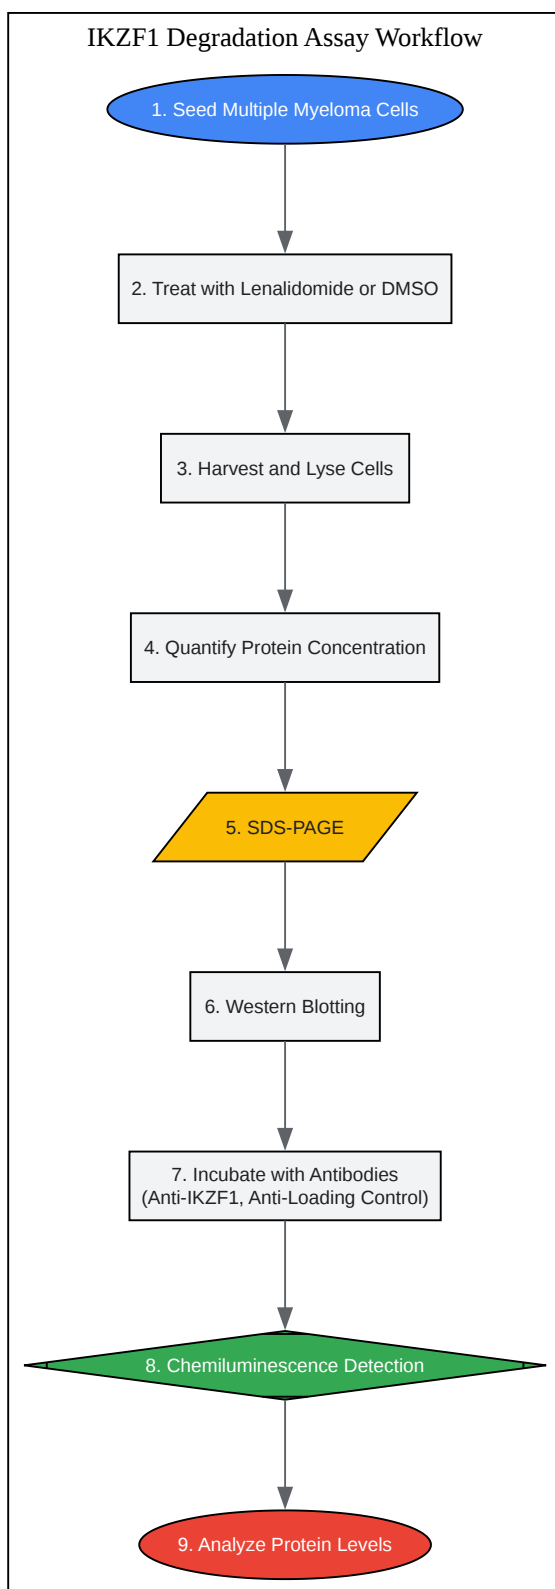 IKZF1 Degradation Assay Workflow
1. Seed Multiple Myeloma Cells
2. Treat with Lenalidomide or DMSO
3. Harvest and Lyse Cells
4. Quantify Protein Concentration
5. SDS-PAGE
6. Western Blotting
7. Incubate with Antibodies
(Anti-IKZF1, Anti-Loading Control)
8. Chemiluminescence Detection
9. Analyze Protein Levels